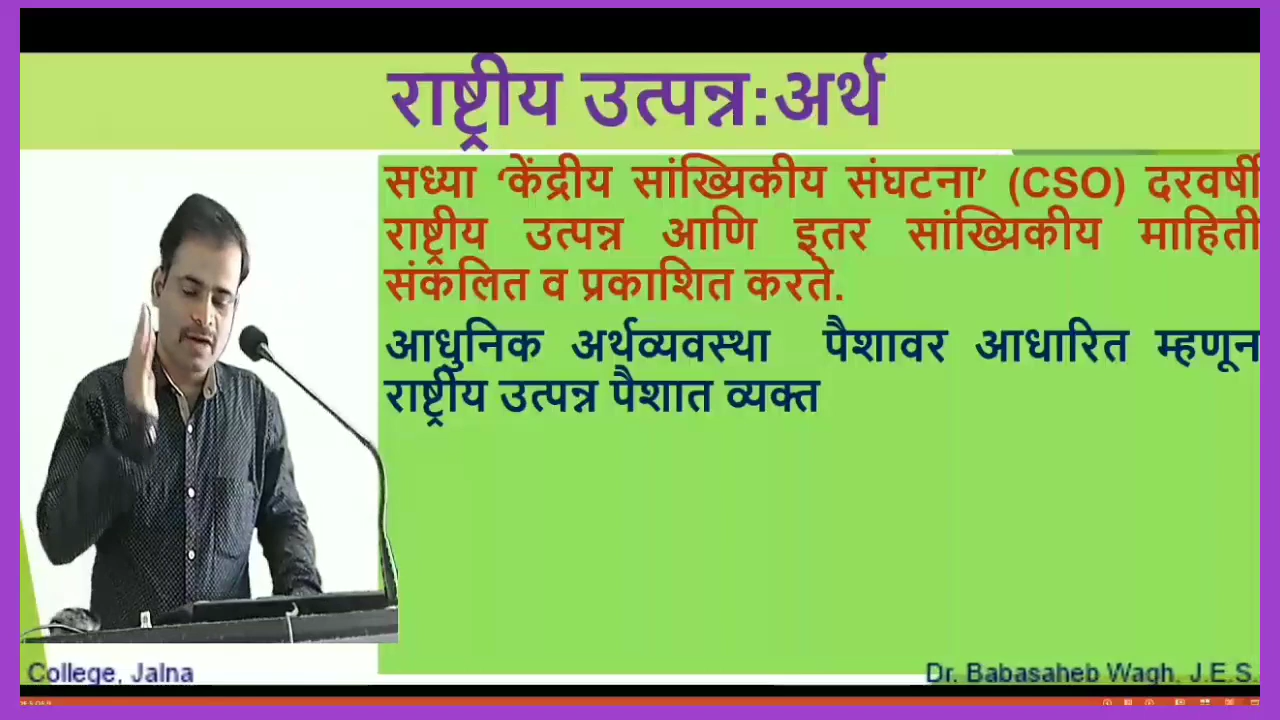 राष्ट्रीय उत्पन्न:अर्थ
सध्या ‘केंद्रीय सांख्यिकीय संघटना’ (CSO) दरवर्षी
राष्ट्रीय उत्पन्न आणि इतर सांख्यिकीय माहिती
संकलित व प्रकाशित करते.
आधुनिक अर्थव्यवस्था पैशावर आधारित म्हणून
राष्ट्रीय उत्पन्न पैशात व्यक्त
College, Jalna
Dr. Babasaheb Wagh. J.E.S.